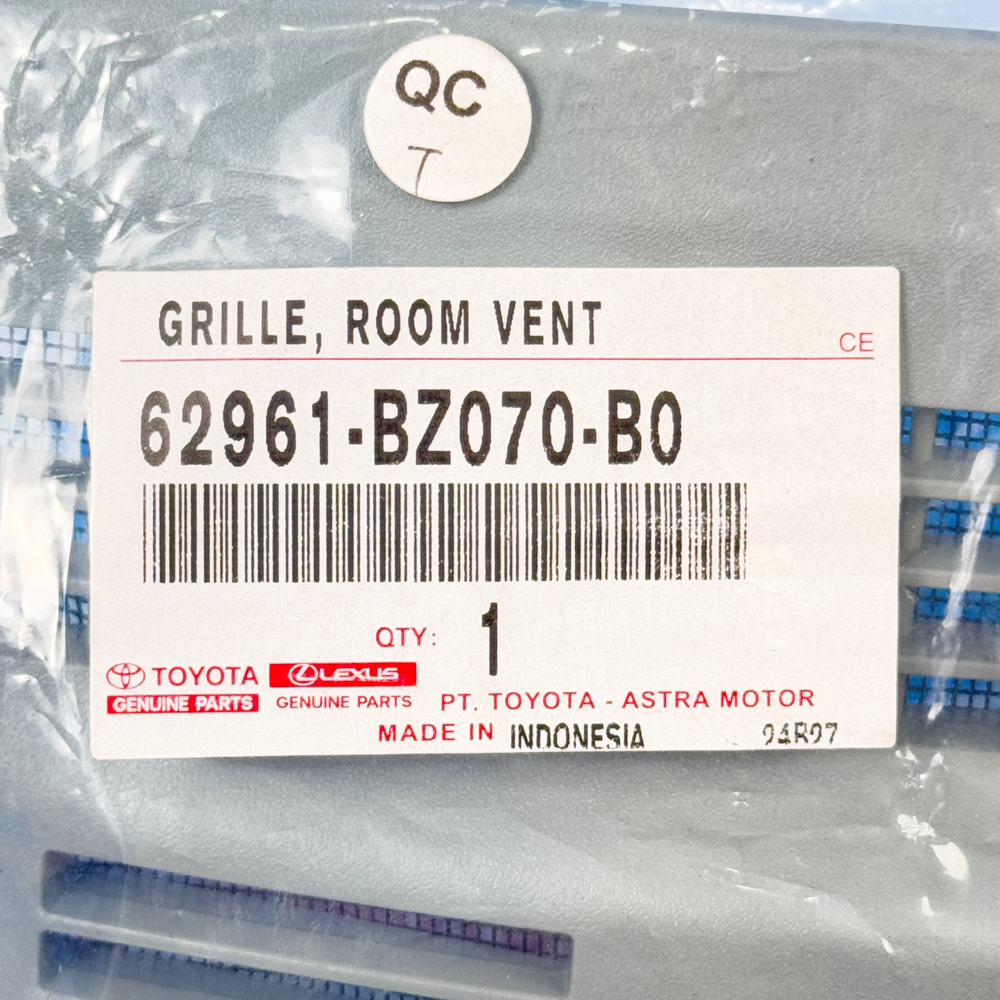 QC
T
GRILLE, ROOM VENT
CE
62961-BZ070-B0
QTY: 1
TOYOTA LEXUS
GENUINE PARTS GENUINE PARTS PT. TOYOTA - ASTRA MOTOR
MADE IN INDONESIA